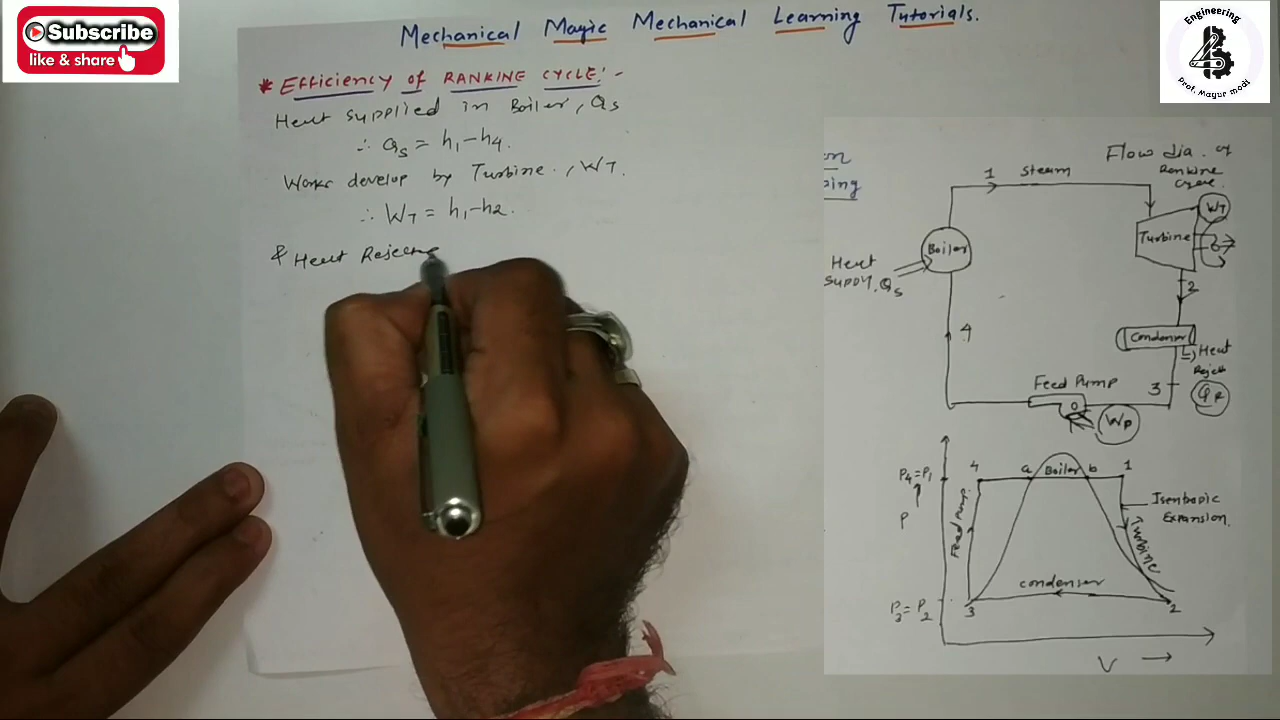 Subscribe
like & share
Mechanical Magic Mechanical Learning Tutorials.
Engineering
Prof. Mayur modi
* EFFICIENCY of RANKINE CYCLE:-
Heat supplied in Boiler, Qs
∴ Qs = h1-h4.
Work develop by Turbine., WT.
∴ WT = h1-h2.
& Heat Rejecte
Flow dia. of
Rankine
cycle.
1 steam
WT
Turbine
Boiler
Heat
supply, Qs
2
Condenser
Heat
Reject
QR
4
Feed Pump
3
Wp
P4=P1
4 a Boiler b 1
P
Feed Pump
Isentropic
Expansion.
Turbine
condenser
P3=P2
3 2
V